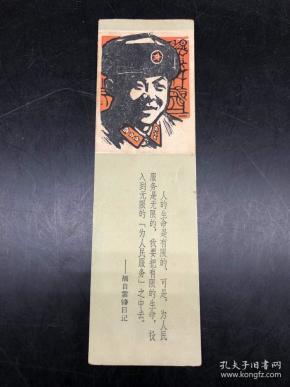 人的生命是有限的，可是，为人民
服务是无限的，我要把有限的生命，投
入到无限的「为人民服务」之中去。
——摘自雷锋日记
孔夫子旧书网